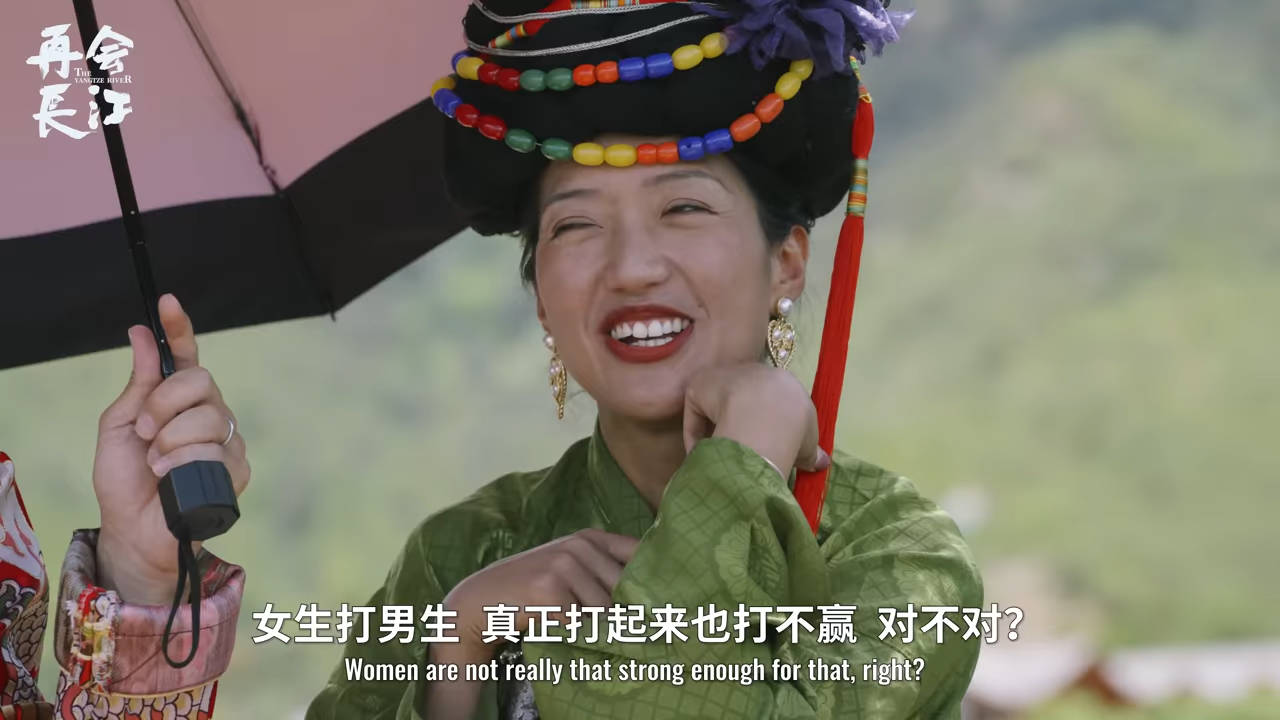 再会
长江
THE
YANGTZE RIVER
女生打男生 真正打起来也打不赢 对不对？
Women are not really that strong enough for that, right?